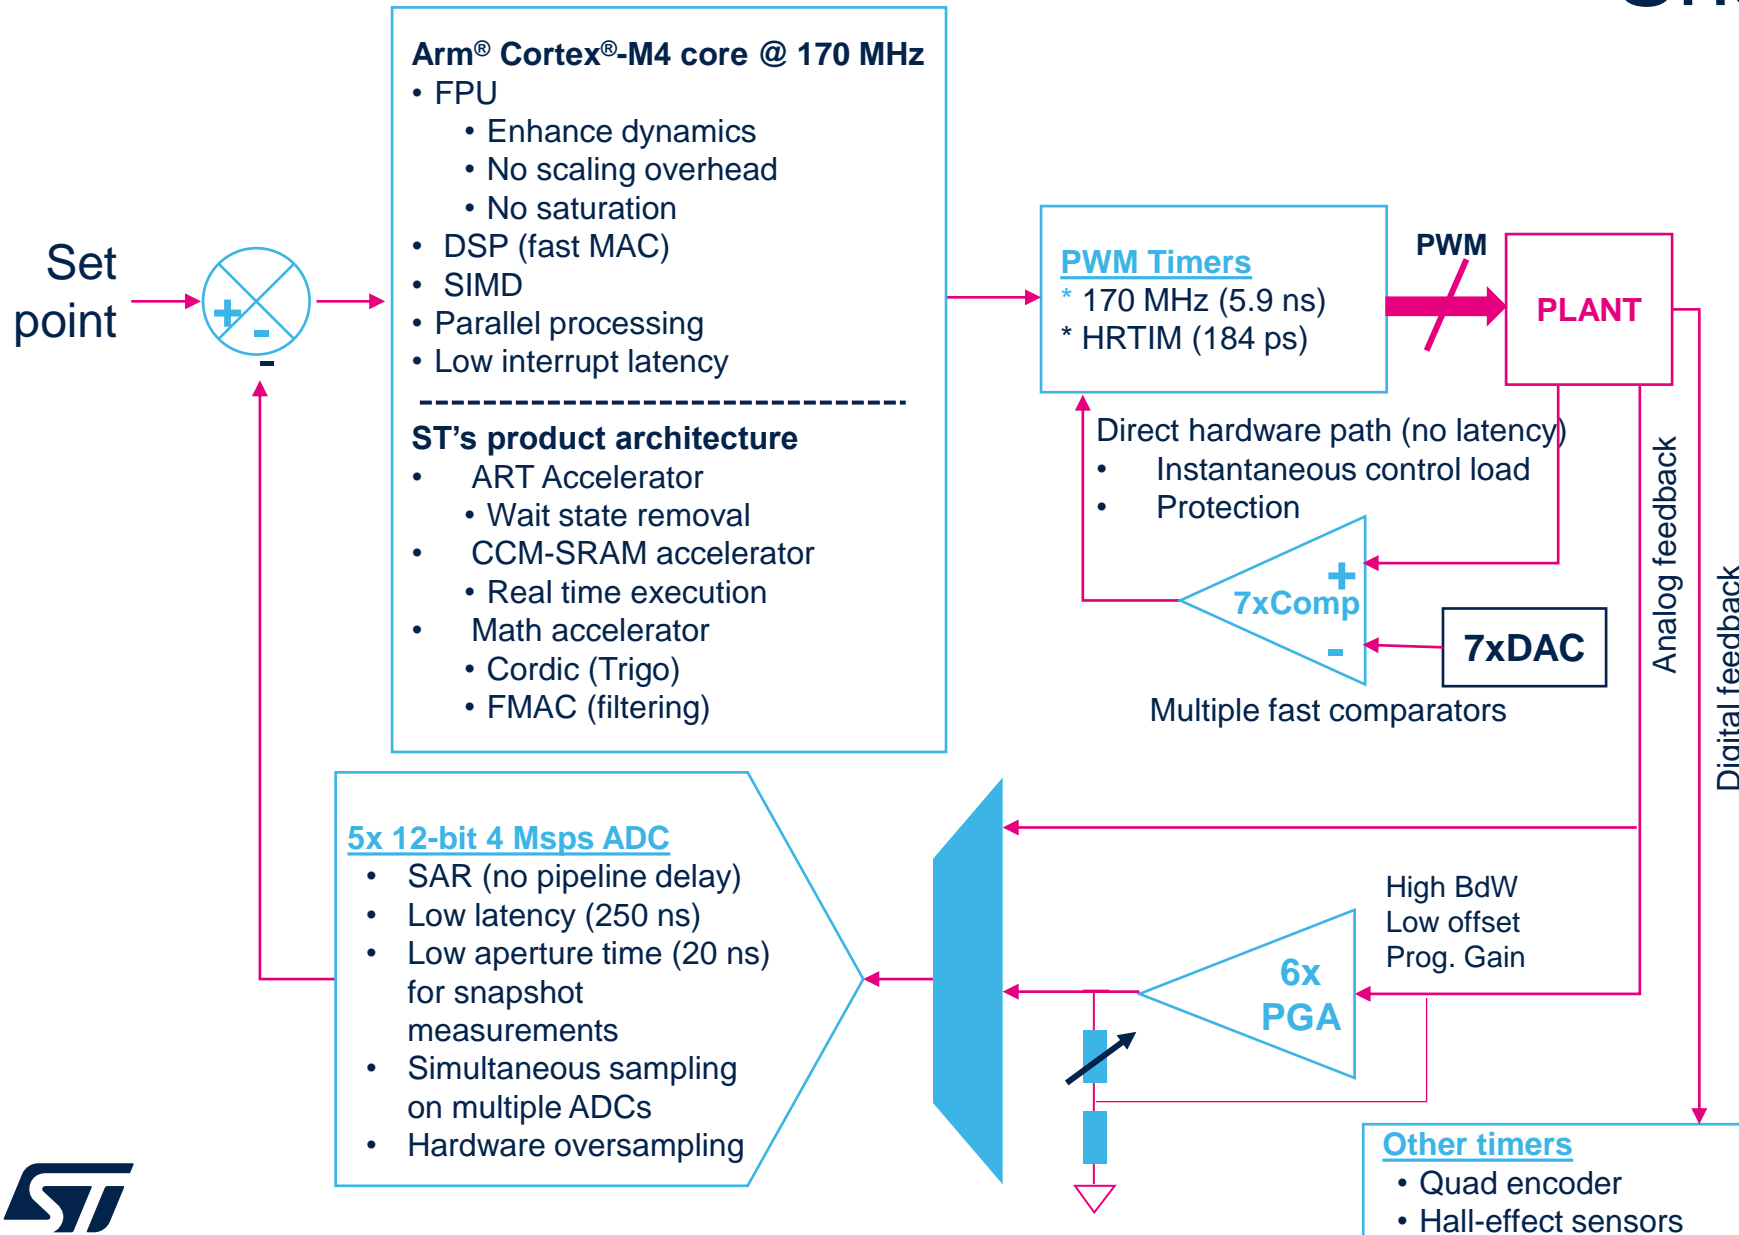 Arm® Cortex®-M4 core @ 170 MHz
• FPU
• Enhance dynamics
• No scaling overhead
• No saturation
• DSP (fast MAC)
• SIMD
• Parallel processing
• Low interrupt latency
ST's product architecture
• ART Accelerator
• Wait state removal
• CCM-SRAM accelerator
• Real time execution
• Math accelerator
• Cordic (Trigo)
• FMAC (filtering)
Set
point
+
-
-
PWM Timers
* 170 MHz (5.9 ns)
* HRTIM (184 ps)
PWM
PLANT
Direct hardware path (no latency)
• Instantaneous control load
• Protection
+
7xComp
-
7xDAC
Multiple fast comparators
Analog feedback
Digital feedback
5x 12-bit 4 Msps ADC
• SAR (no pipeline delay)
• Low latency (250 ns)
• Low aperture time (20 ns)
for snapshot
measurements
• Simultaneous sampling
on multiple ADCs
• Hardware oversampling
High BdW
Low offset
Prog. Gain
6x
PGA
Other timers
• Quad encoder
• Hall-effect sensors
ST